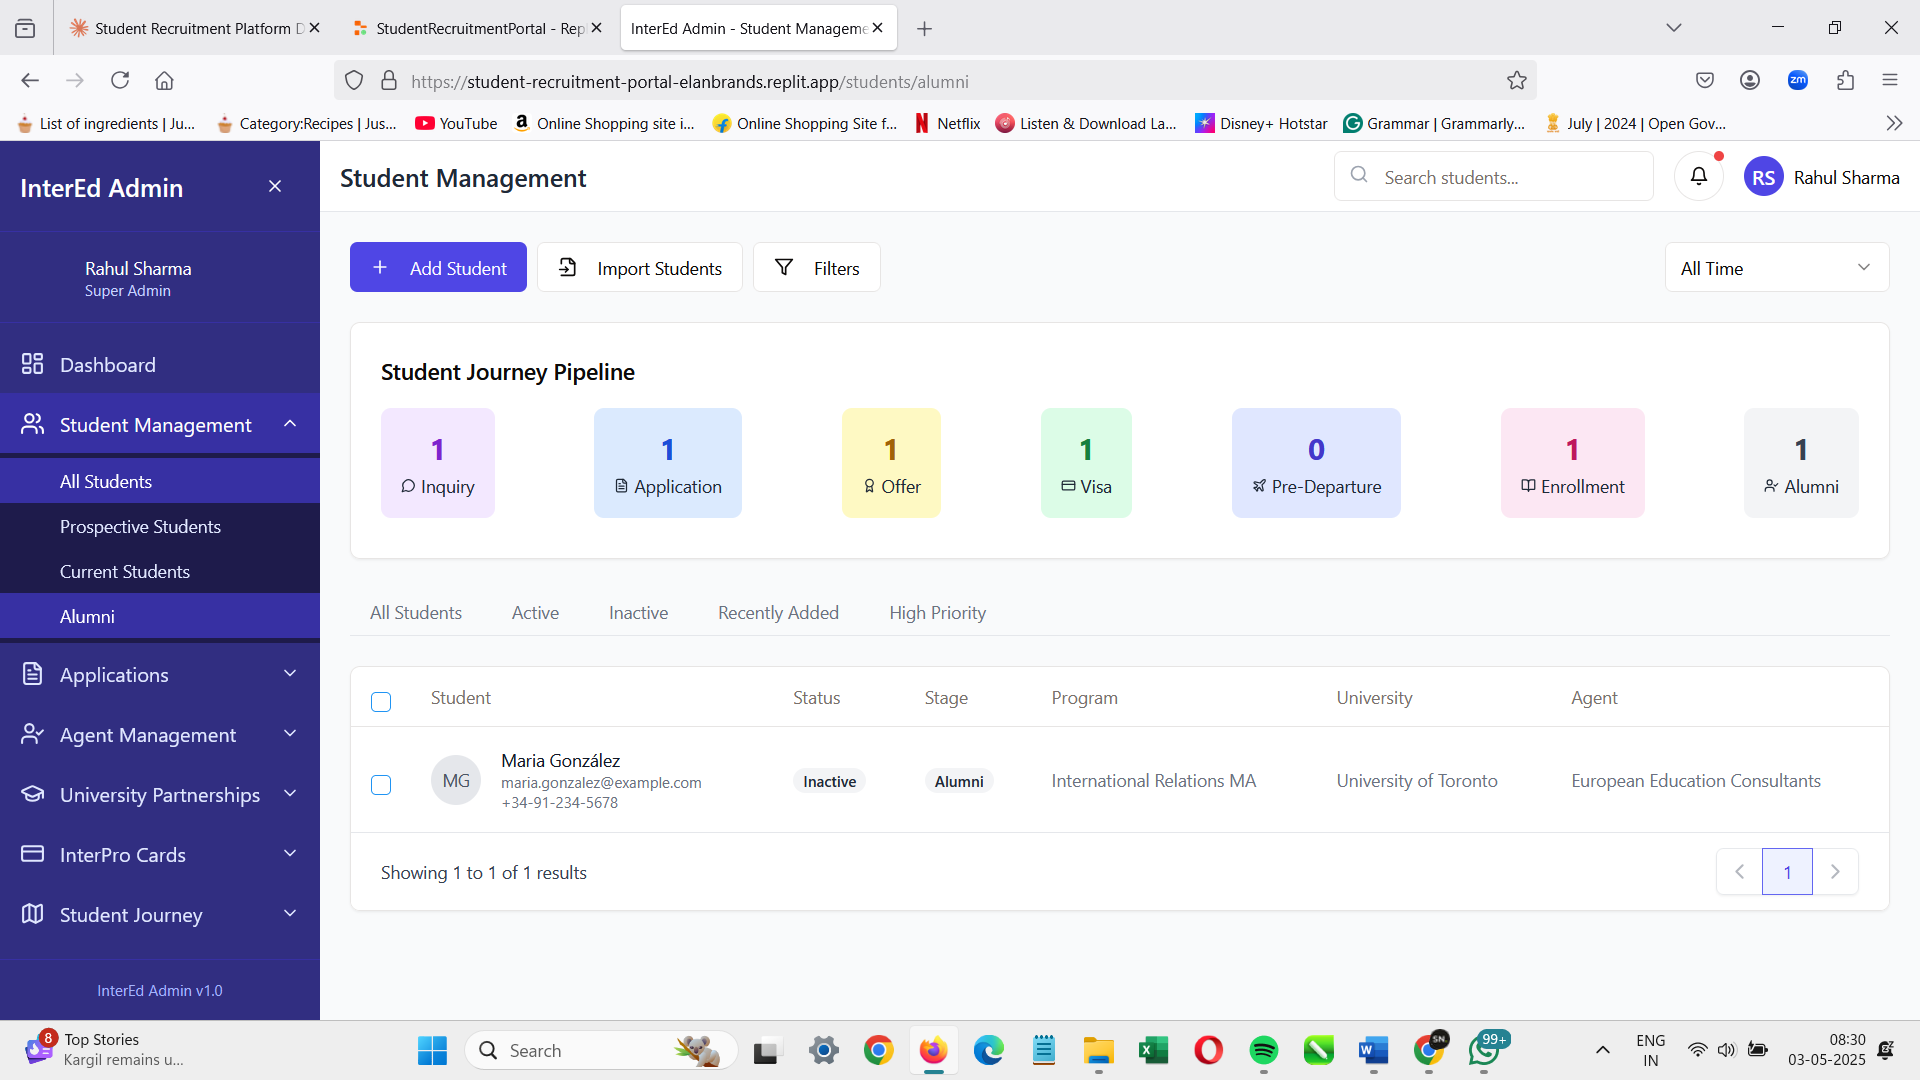 Student Recruitment Platform D
StudentRecruitmentPortal - Rep
InterEd Admin - Student Manageme
https://student-recruitment-portal-elanbrands.replit.app/students/alumni
zm
List of ingredients | Ju...
Category:Recipes | Jus...
YouTube
Online Shopping site i...
Online Shopping Site f...
Netflix
Listen & Download La...
Disney+ Hotstar
Grammar | Grammarly...
July | 2024 | Open Gov...
InterEd Admin
Student Management
Search students...
RS
Rahul Sharma
Rahul Sharma
Super Admin
Dashboard
Student Management
All Students
Prospective Students
Current Students
Alumni
Applications
Agent Management
University Partnerships
InterPro Cards
Student Journey
InterEd Admin v1.0
Add Student
Import Students
Filters
All Time
Student Journey Pipeline
1
Inquiry
1
Application
1
Offer
1
Visa
0
Pre-Departure
1
Enrollment
1
Alumni
All Students
Active
Inactive
Recently Added
High Priority
Student
Status
Stage
Program
University
Agent
MG
Maria González
maria.gonzalez@example.com
+34-91-234-5678
Inactive
Alumni
International Relations MA
University of Toronto
European Education Consultants
Showing 1 to 1 of 1 results
1
8
Top Stories
Kargil remains u...
Search
SN.
99+
ENG
IN
08:30
03-05-2025